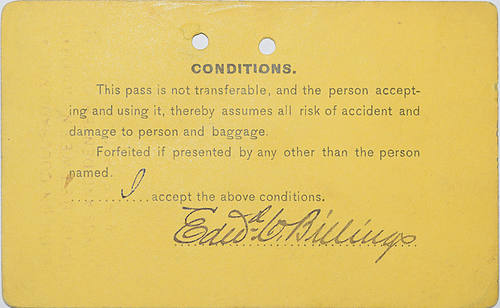 CONDITIONS.
This pass is not transferable, and the person accept-
ing and using it, thereby assumes all risk of accident and
damage to person and baggage.
Forfeited if presented by any other than the person
named.
I accept the above conditions.
Edwd. O. Billings